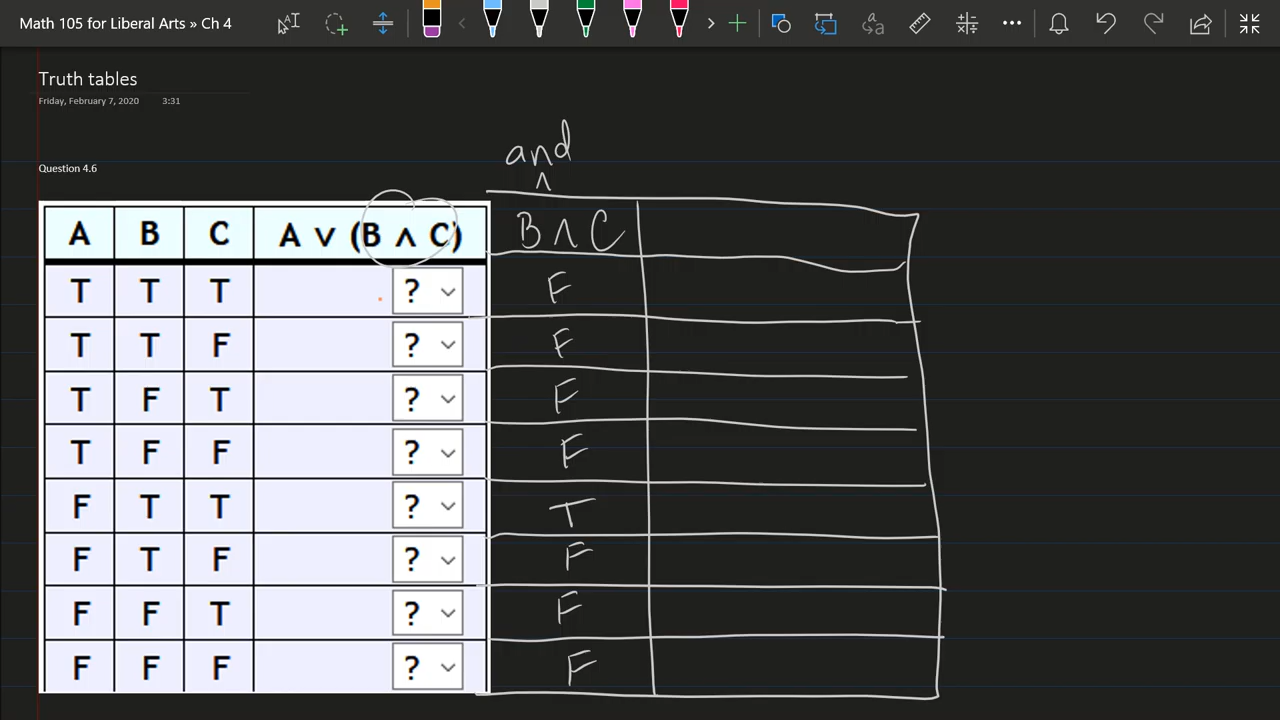 Math 105 for Liberal Arts » Ch 4
Truth tables
Friday, February 7, 2020 3:31
Question 4.6
and
∧
A B C A ∨ (B ∧ C) B ∧ C
T T T ? F
T T F ? F
T F T ? F
T F F ? F
F T T ? T
F T F ? F
F F T ? F
F F F ? F